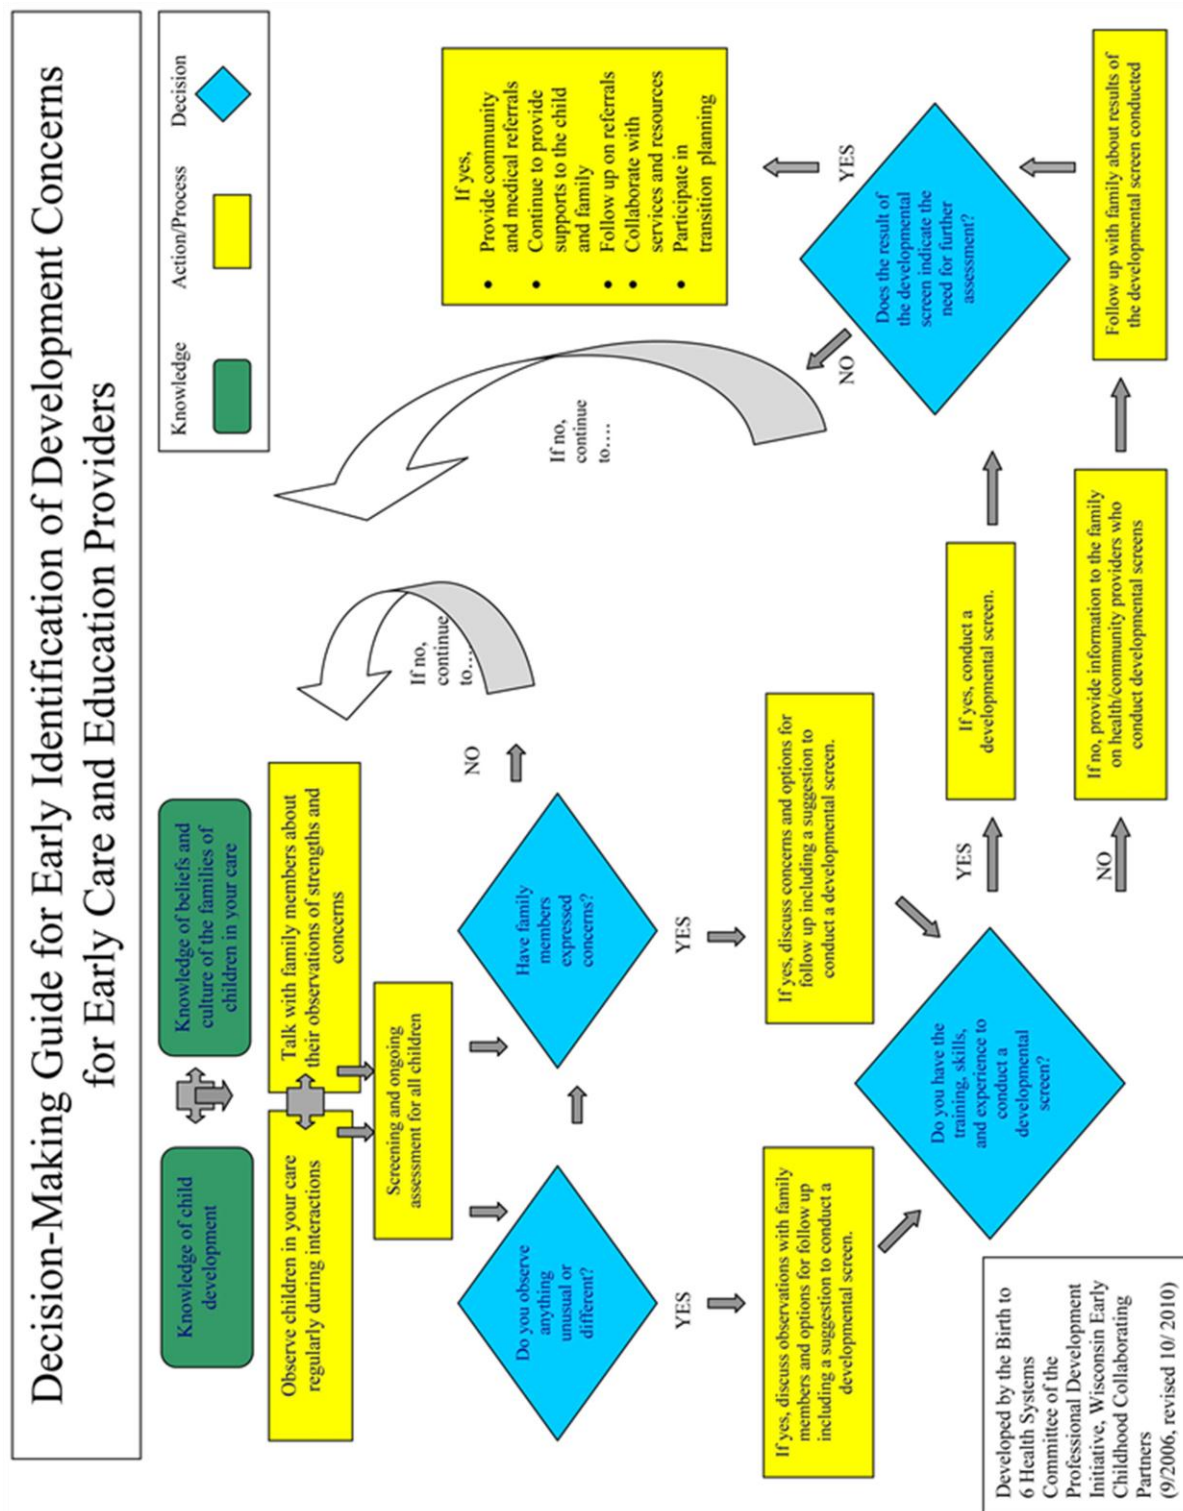 Decision-Making Guide for Early Identification of Development Concerns
for Early Care and Education Providers
Knowledge
Action/Process
Decision
Knowledge of child
development
Knowledge of beliefs and
culture of the families of
children in your care
Observe children in your care
regularly during interactions
Talk with family members about
their observations of strengths and
concerns
Screening and ongoing
assessment for all children
Do you observe
anything
unusual or
different?
Have family
members
expressed
concerns?
NO
If no,
continue
to….
If no,
continue
to….
YES
YES
If yes, discuss observations with family
members and options for follow up
including a suggestion to conduct a
developmental screen.
If yes, discuss concerns and options for
follow up including a suggestion to
conduct a developmental screen.
Do you have the
training, skills,
and experience to
conduct a
developmental
screen?
YES
NO
If yes, conduct a
developmental screen.
If no, provide information to the family
on health/community providers who
conduct developmental screens
Follow up with family about results of
the developmental screen conducted
Does the result of
the developmental
screen indicate the
need for further
assessment?
NO
YES
If yes,
• Provide community
and medical referrals
• Continue to provide
supports to the child
and family
• Follow up on referrals
• Collaborate with
services and resources
• Participate in
transition planning
Developed by the Birth to
6 Health Systems
Committee of the
Professional Development
Initiative, Wisconsin Early
Childhood Collaborating
Partners
(9/2006, revised 10/ 2010)